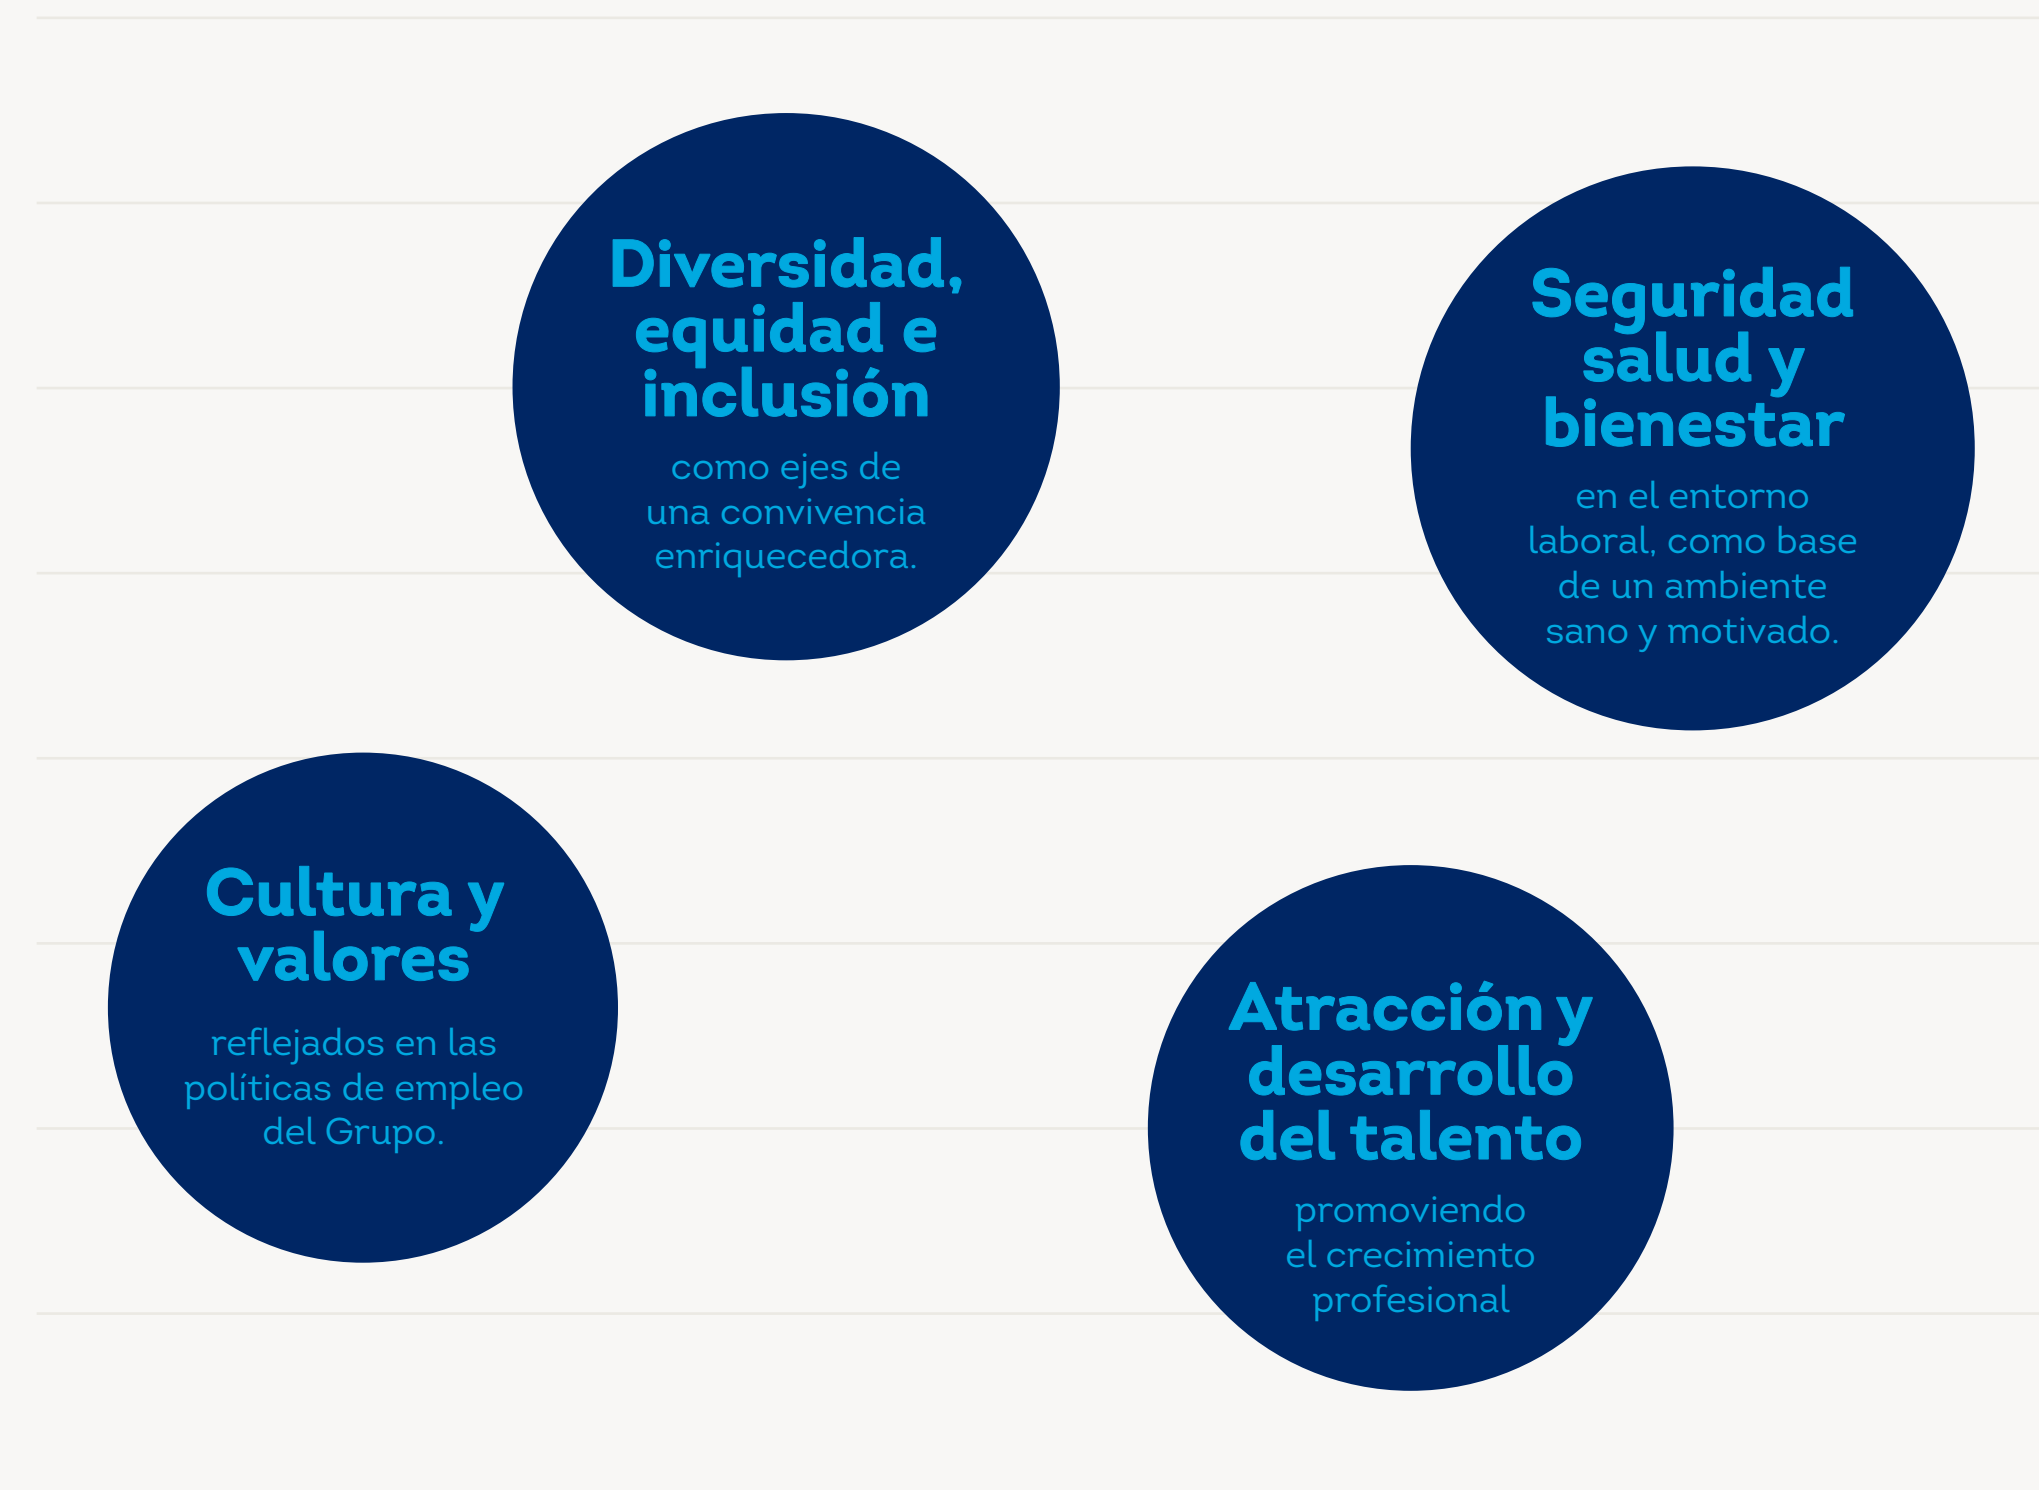 Diversidad,
equidad e
inclusión
como ejes de
una convivencia
enriquecedora.
Seguridad
salud y
bienestar
en el entorno
laboral, como base
de un ambiente
sano y motivado.
Cultura y
valores
reflejados en las
políticas de empleo
del Grupo.
Atracción y
desarrollo
del talento
promoviendo
el crecimiento
profesional